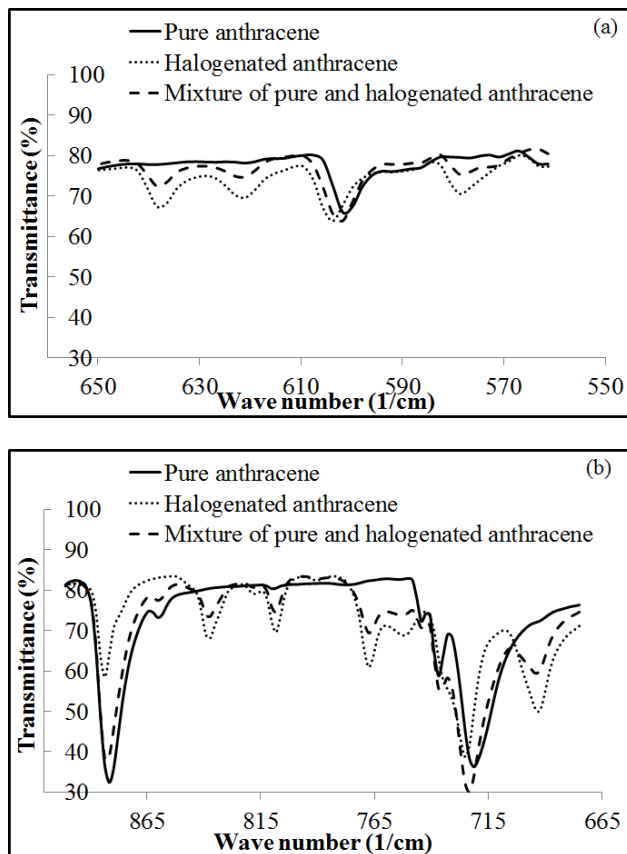 (a)
Pure anthracene
Halogenated anthracene
Mixture of pure and halogenated anthracene
Transmittance (%)
100
90
80
70
60
50
40
30
650 630 610 590 570 550
Wave number (1/cm)
(b)
Pure anthracene
Halogenated anthracene
Mixture of pure and halogenated anthracene
Transmittance (%)
100
90
80
70
60
50
40
30
865 815 765 715 665
Wave number (1/cm)